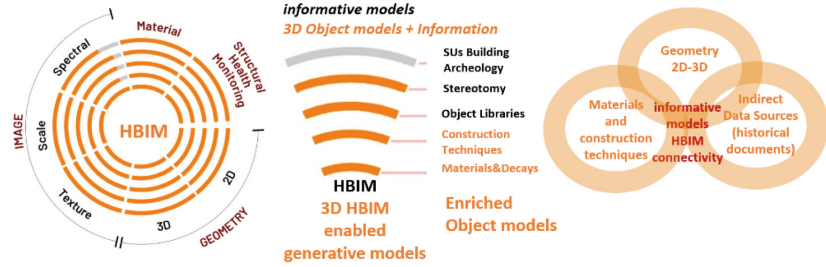 Spectral
Material
Structural
Health
Monitoring
IMAGE
Scale
Texture
HBIM
2D
3D
GEOMETRY
I
II
I
informative models
3D Object models + Information
SUs Building
Archeology
Stereotomy
Object Libraries
Construction
Techniques
Materials&Decays
HBIM
3D HBIM
enabled
generative models
Enriched
Object models
Geometry
2D-3D
Materials
and
construction
techniques
informative
models
HBIM
connectivity
Indirect
Data Sources
(historical
documents)